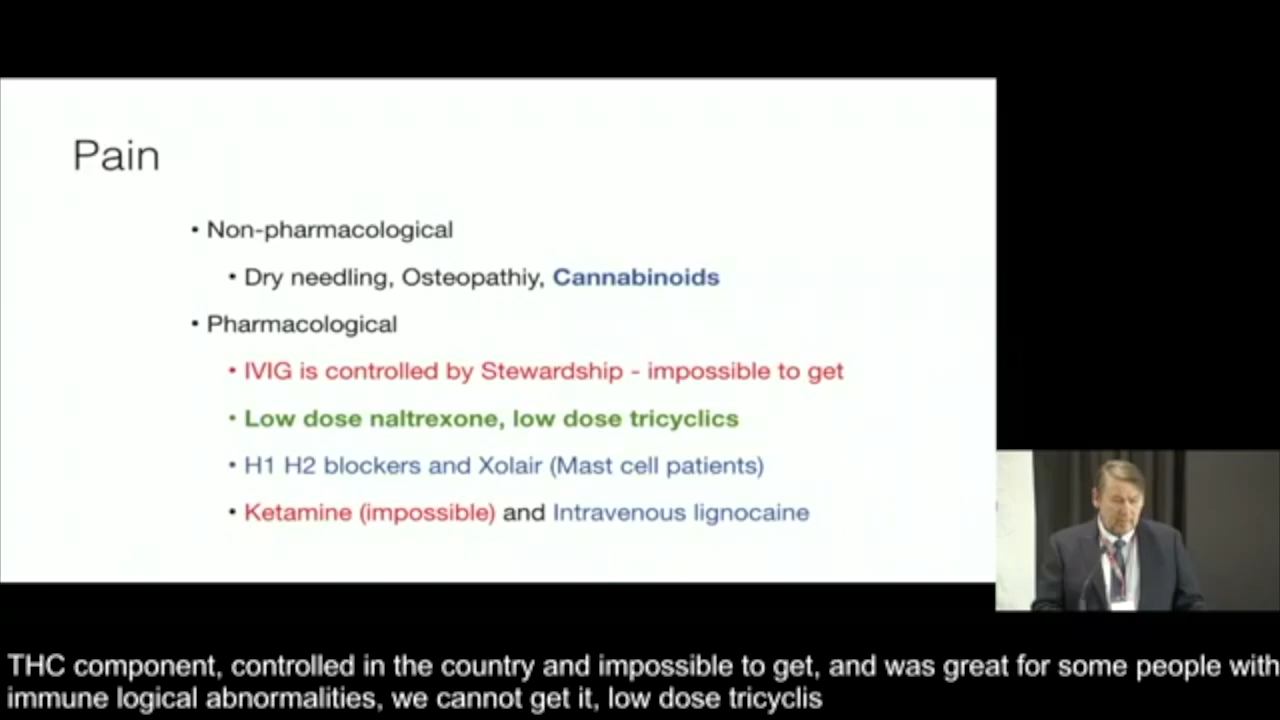 Pain
• Non-pharmacological
• Dry needling, Osteopathiy, Cannabinoids
• Pharmacological
• IVIG is controlled by Stewardship - impossible to get
• Low dose naltrexone, low dose tricyclics
• H1 H2 blockers and Xolair (Mast cell patients)
• Ketamine (impossible) and Intravenous lignocaine
THC component, controlled in the country and impossible to get, and was great for some people with
immune logical abnormalities, we cannot get it, low dose tricyclis